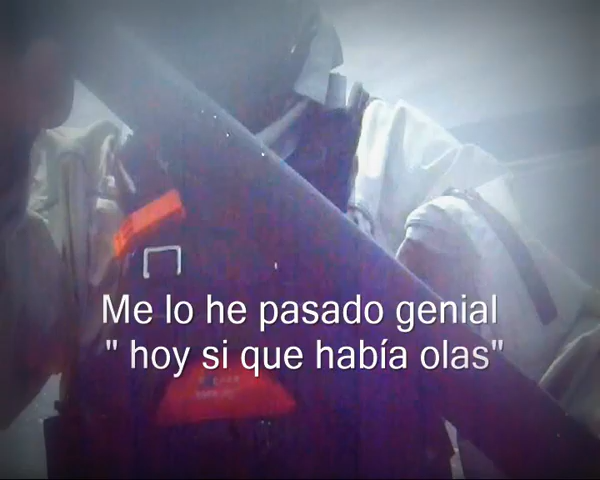 Me lo he pasado genial
" hoy si que había olas"